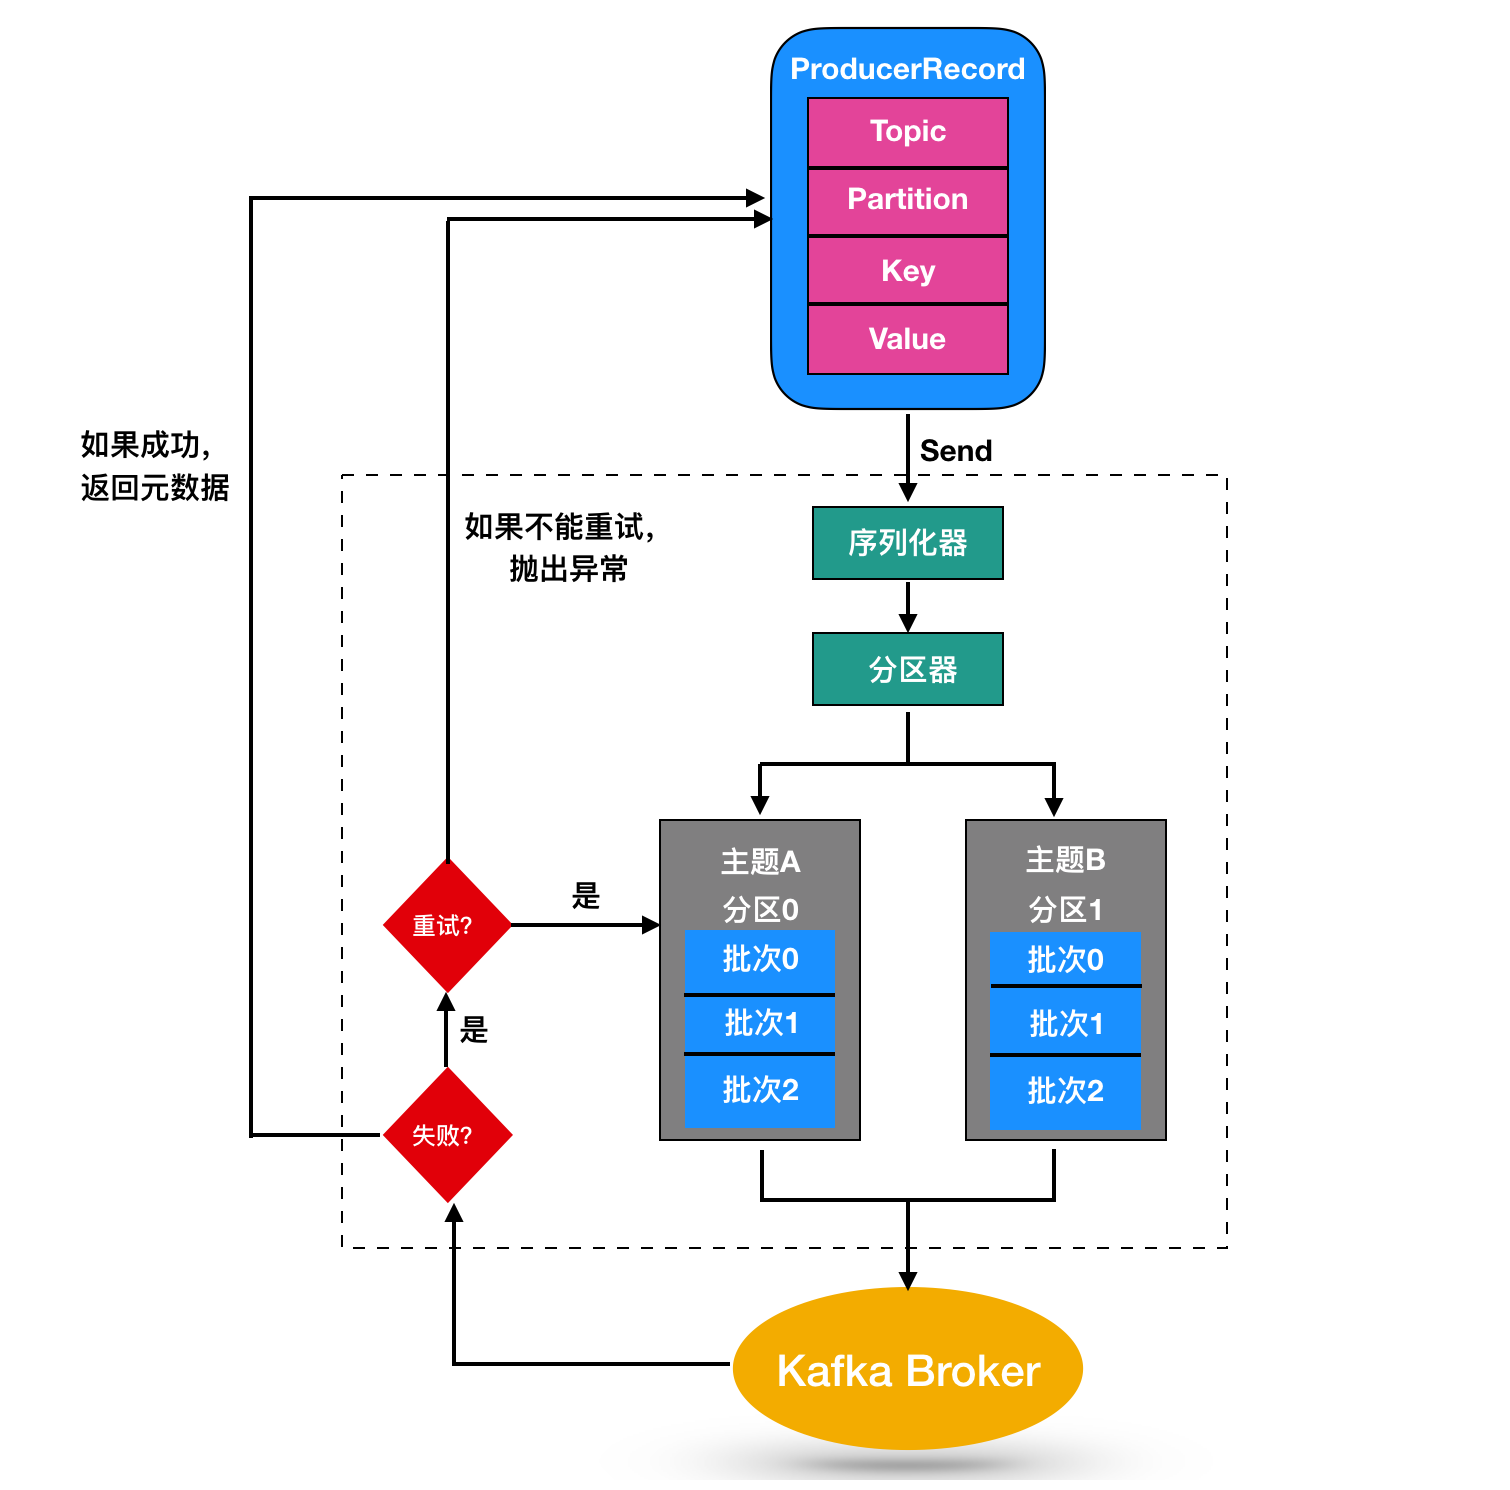 ProducerRecord
Topic
Partition
Key
Value
Send
如果成功,
返回元数据
如果不能重试,
抛出异常
序列化器
分区器
主题A
分区0
批次0
批次1
批次2
主题B
分区1
批次0
批次1
批次2
重试?
是
是
失败?
Kafka Broker